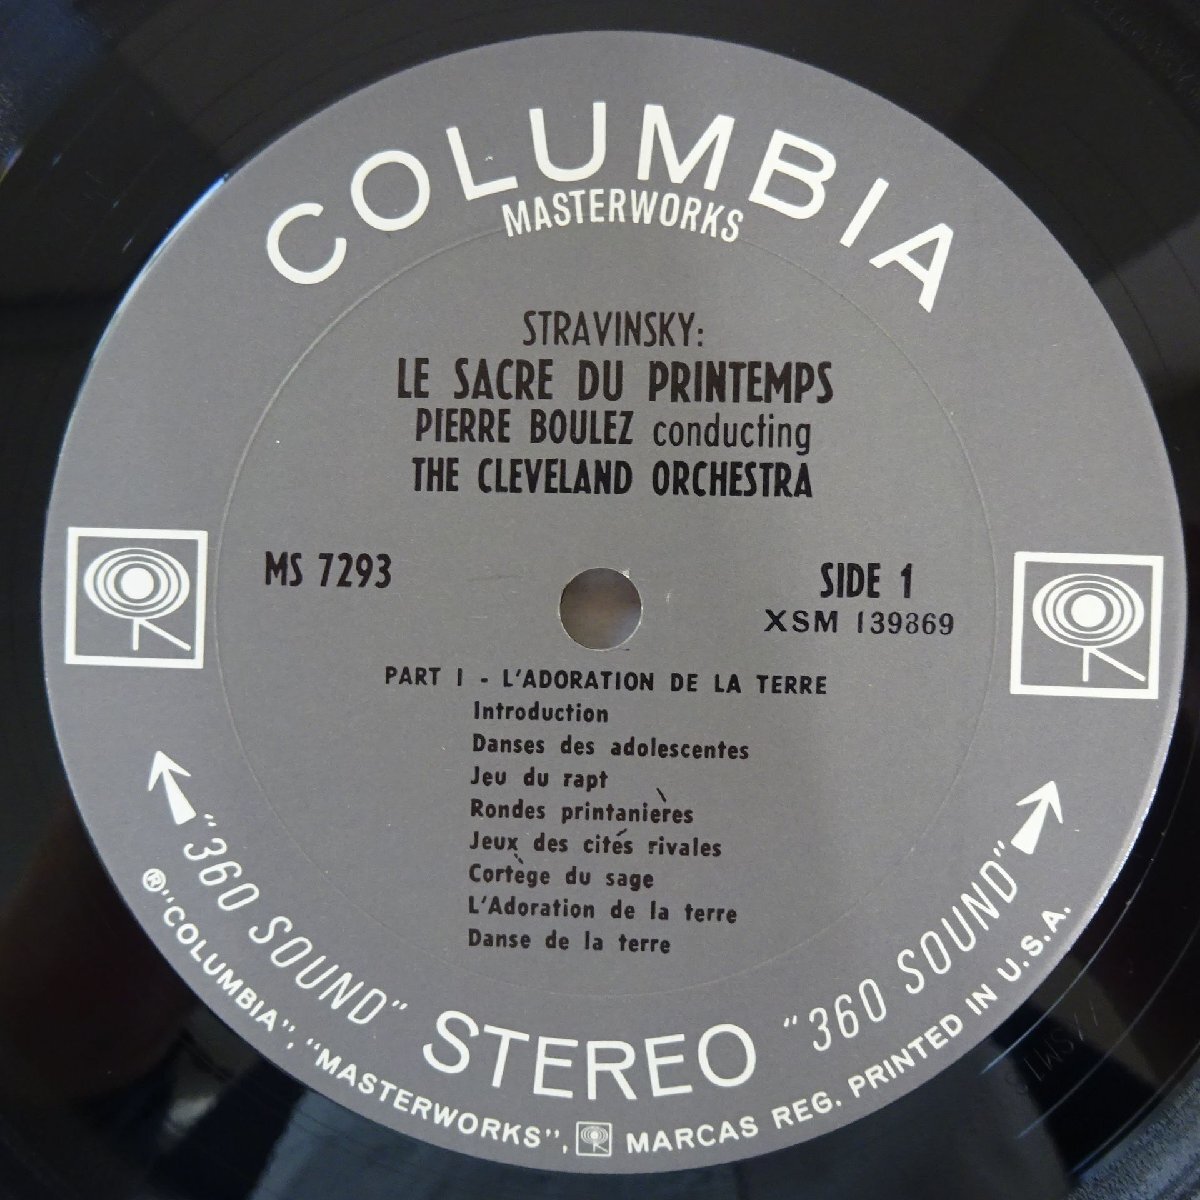 COLUMBIA
MASTERWORKS
STRAVINSKY:
LE SACRE DU PRINTEMPS
PIERRE BOULEZ conducting
THE CLEVELAND ORCHESTRA
MS 7293
SIDE 1
XSM 139869
PART I - L'ADORATION DE LA TERRE
Introduction
Danses des adolescentes
Jeu du rapt
Rondes printanières
Jeux des cités rivales
Cortège du sage
L'Adoration de la terre
Danse de la terre
"360 SOUND" STEREO "360 SOUND"
® "COLUMBIA", "MASTERWORKS", MARCAS REG. PRINTED IN U.S.A.